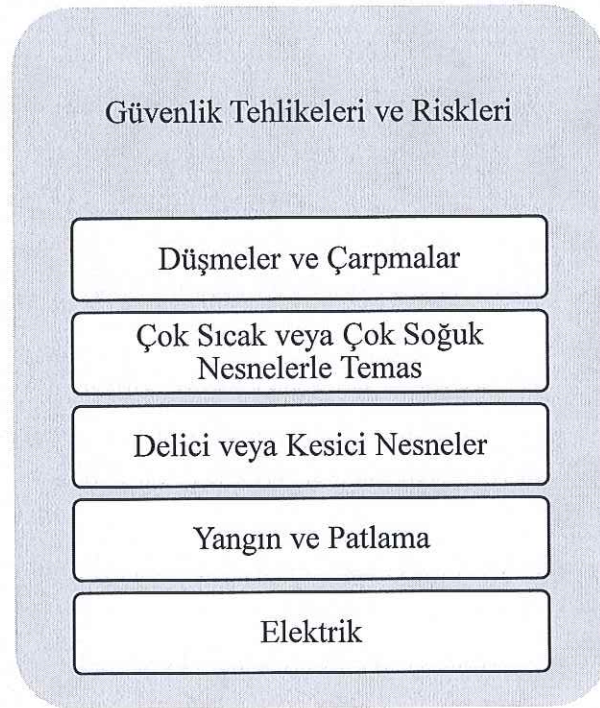 Güvenlik Tehlikeleri ve Riskleri
Düşmeler ve Çarpmalar
Çok Sıcak veya Çok Soğuk
Nesnelerle Temas
Delici veya Kesici Nesneler
Yangın ve Patlama
Elektrik